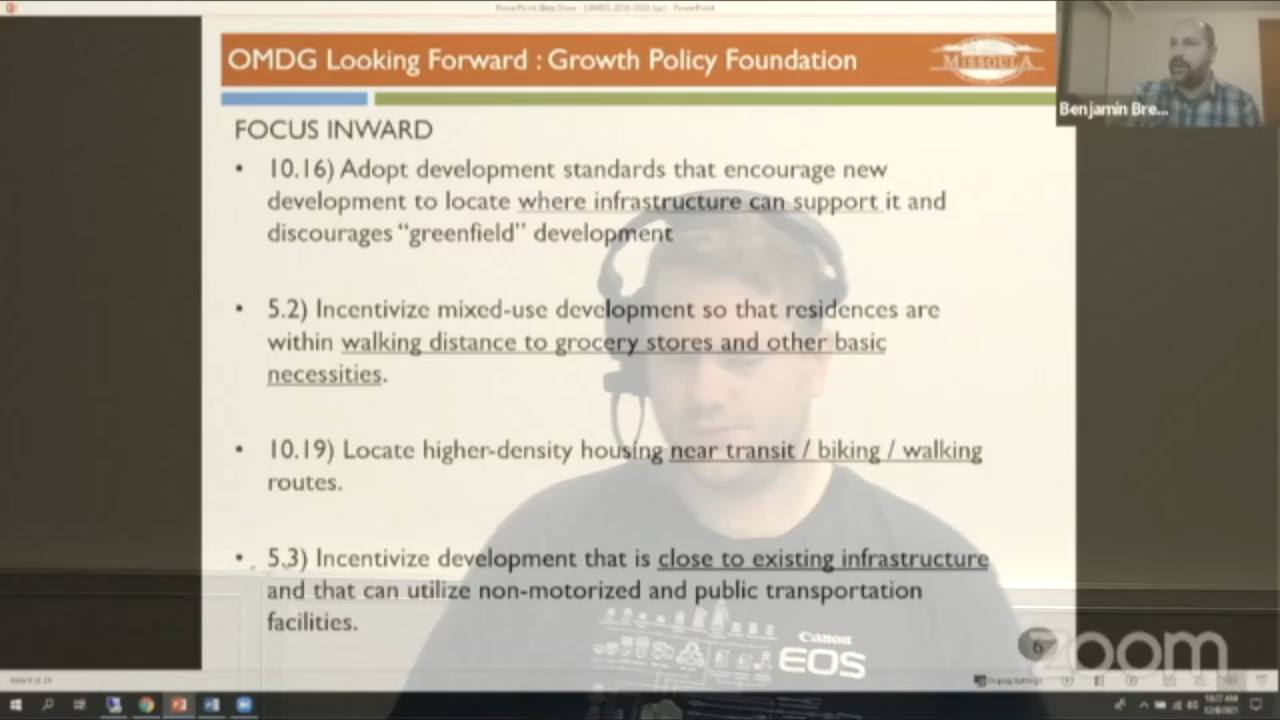 OMDG Looking Forward : Growth Policy Foundation
MISSOULA
Benjamin Bre...
FOCUS INWARD
• 10.16) Adopt development standards that encourage new
development to locate where infrastructure can support it and
discourages “greenfield” development
• 5.2) Incentivize mixed-use development so that residences are
within walking distance to grocery stores and other basic
necessities.
• 10.19) Locate higher-density housing near transit / biking / walking
routes.
• 5.3) Incentivize development that is close to existing infrastructure
and that can utilize non-motorized and public transportation
facilities.
Canon
EOS
6
zoom
Display Settings